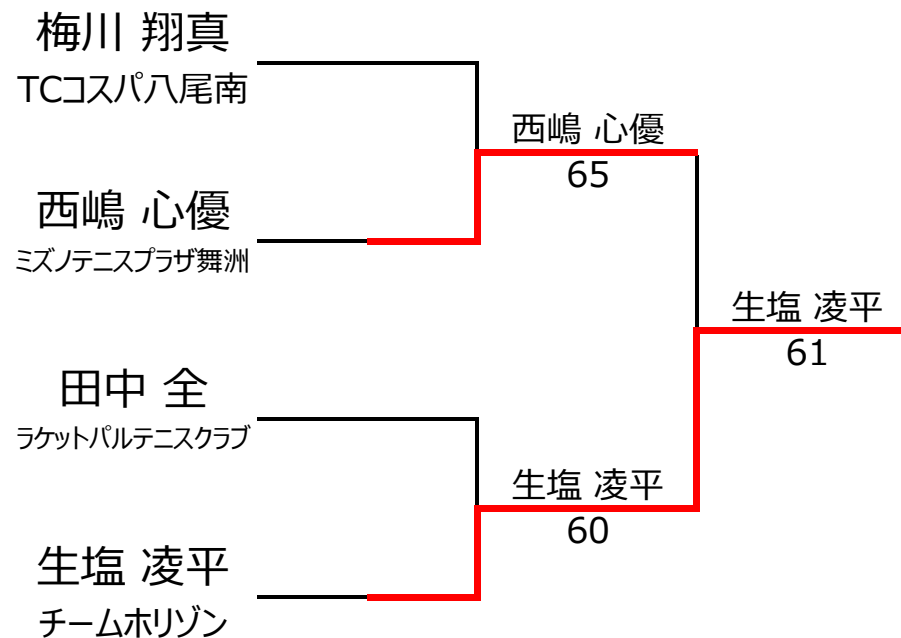 梅川 翔真
TCコスパ八尾南
西嶋 心優
65
西嶋 心優
ミズノテニスプラザ舞洲
生塩 凌平
61
田中 全
ラケットパルテニスクラブ
生塩 凌平
60
生塩 凌平
チームホリゾン